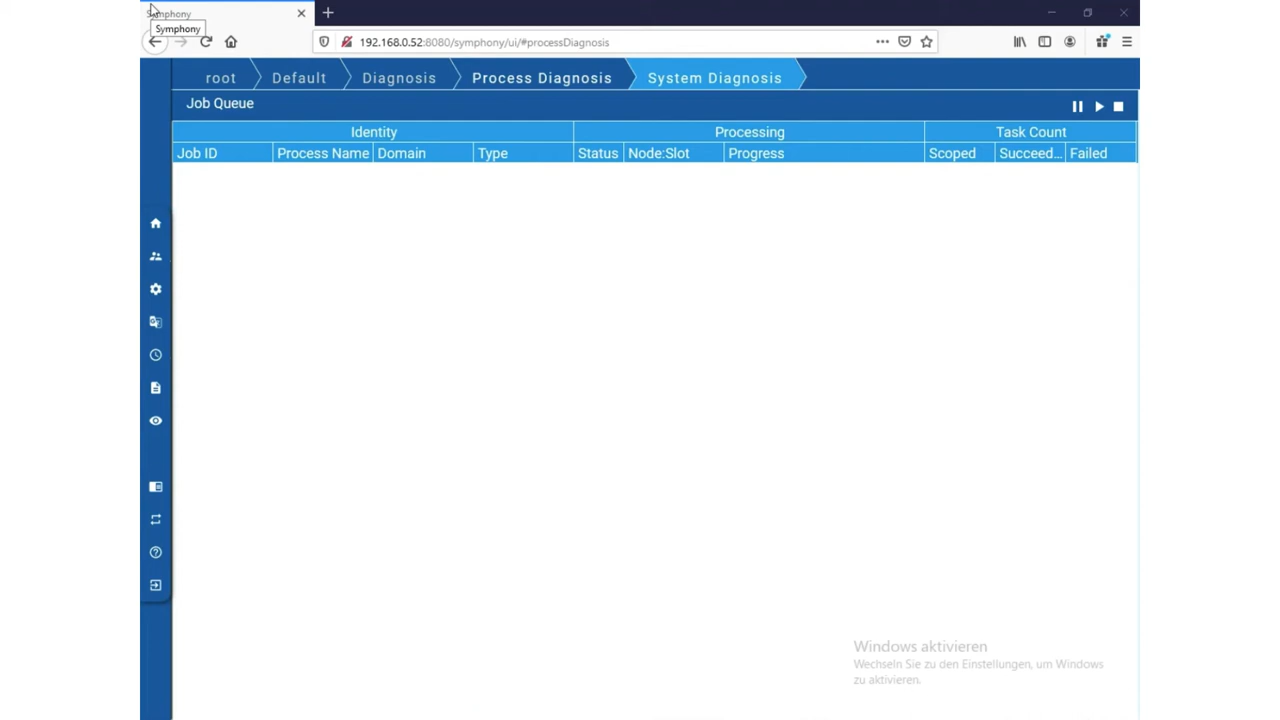 Symphony
Symphony
192.168.0.52:8080/symphony/ui/#processDiagnosis
root Default Diagnosis Process Diagnosis System Diagnosis
Job Queue
Identity Processing Task Count
Job ID Process Name Domain Type Status Node:Slot Progress Scoped Succeed... Failed
Windows aktivieren
Wechseln Sie zu den Einstellungen, um Windows
zu aktivieren.